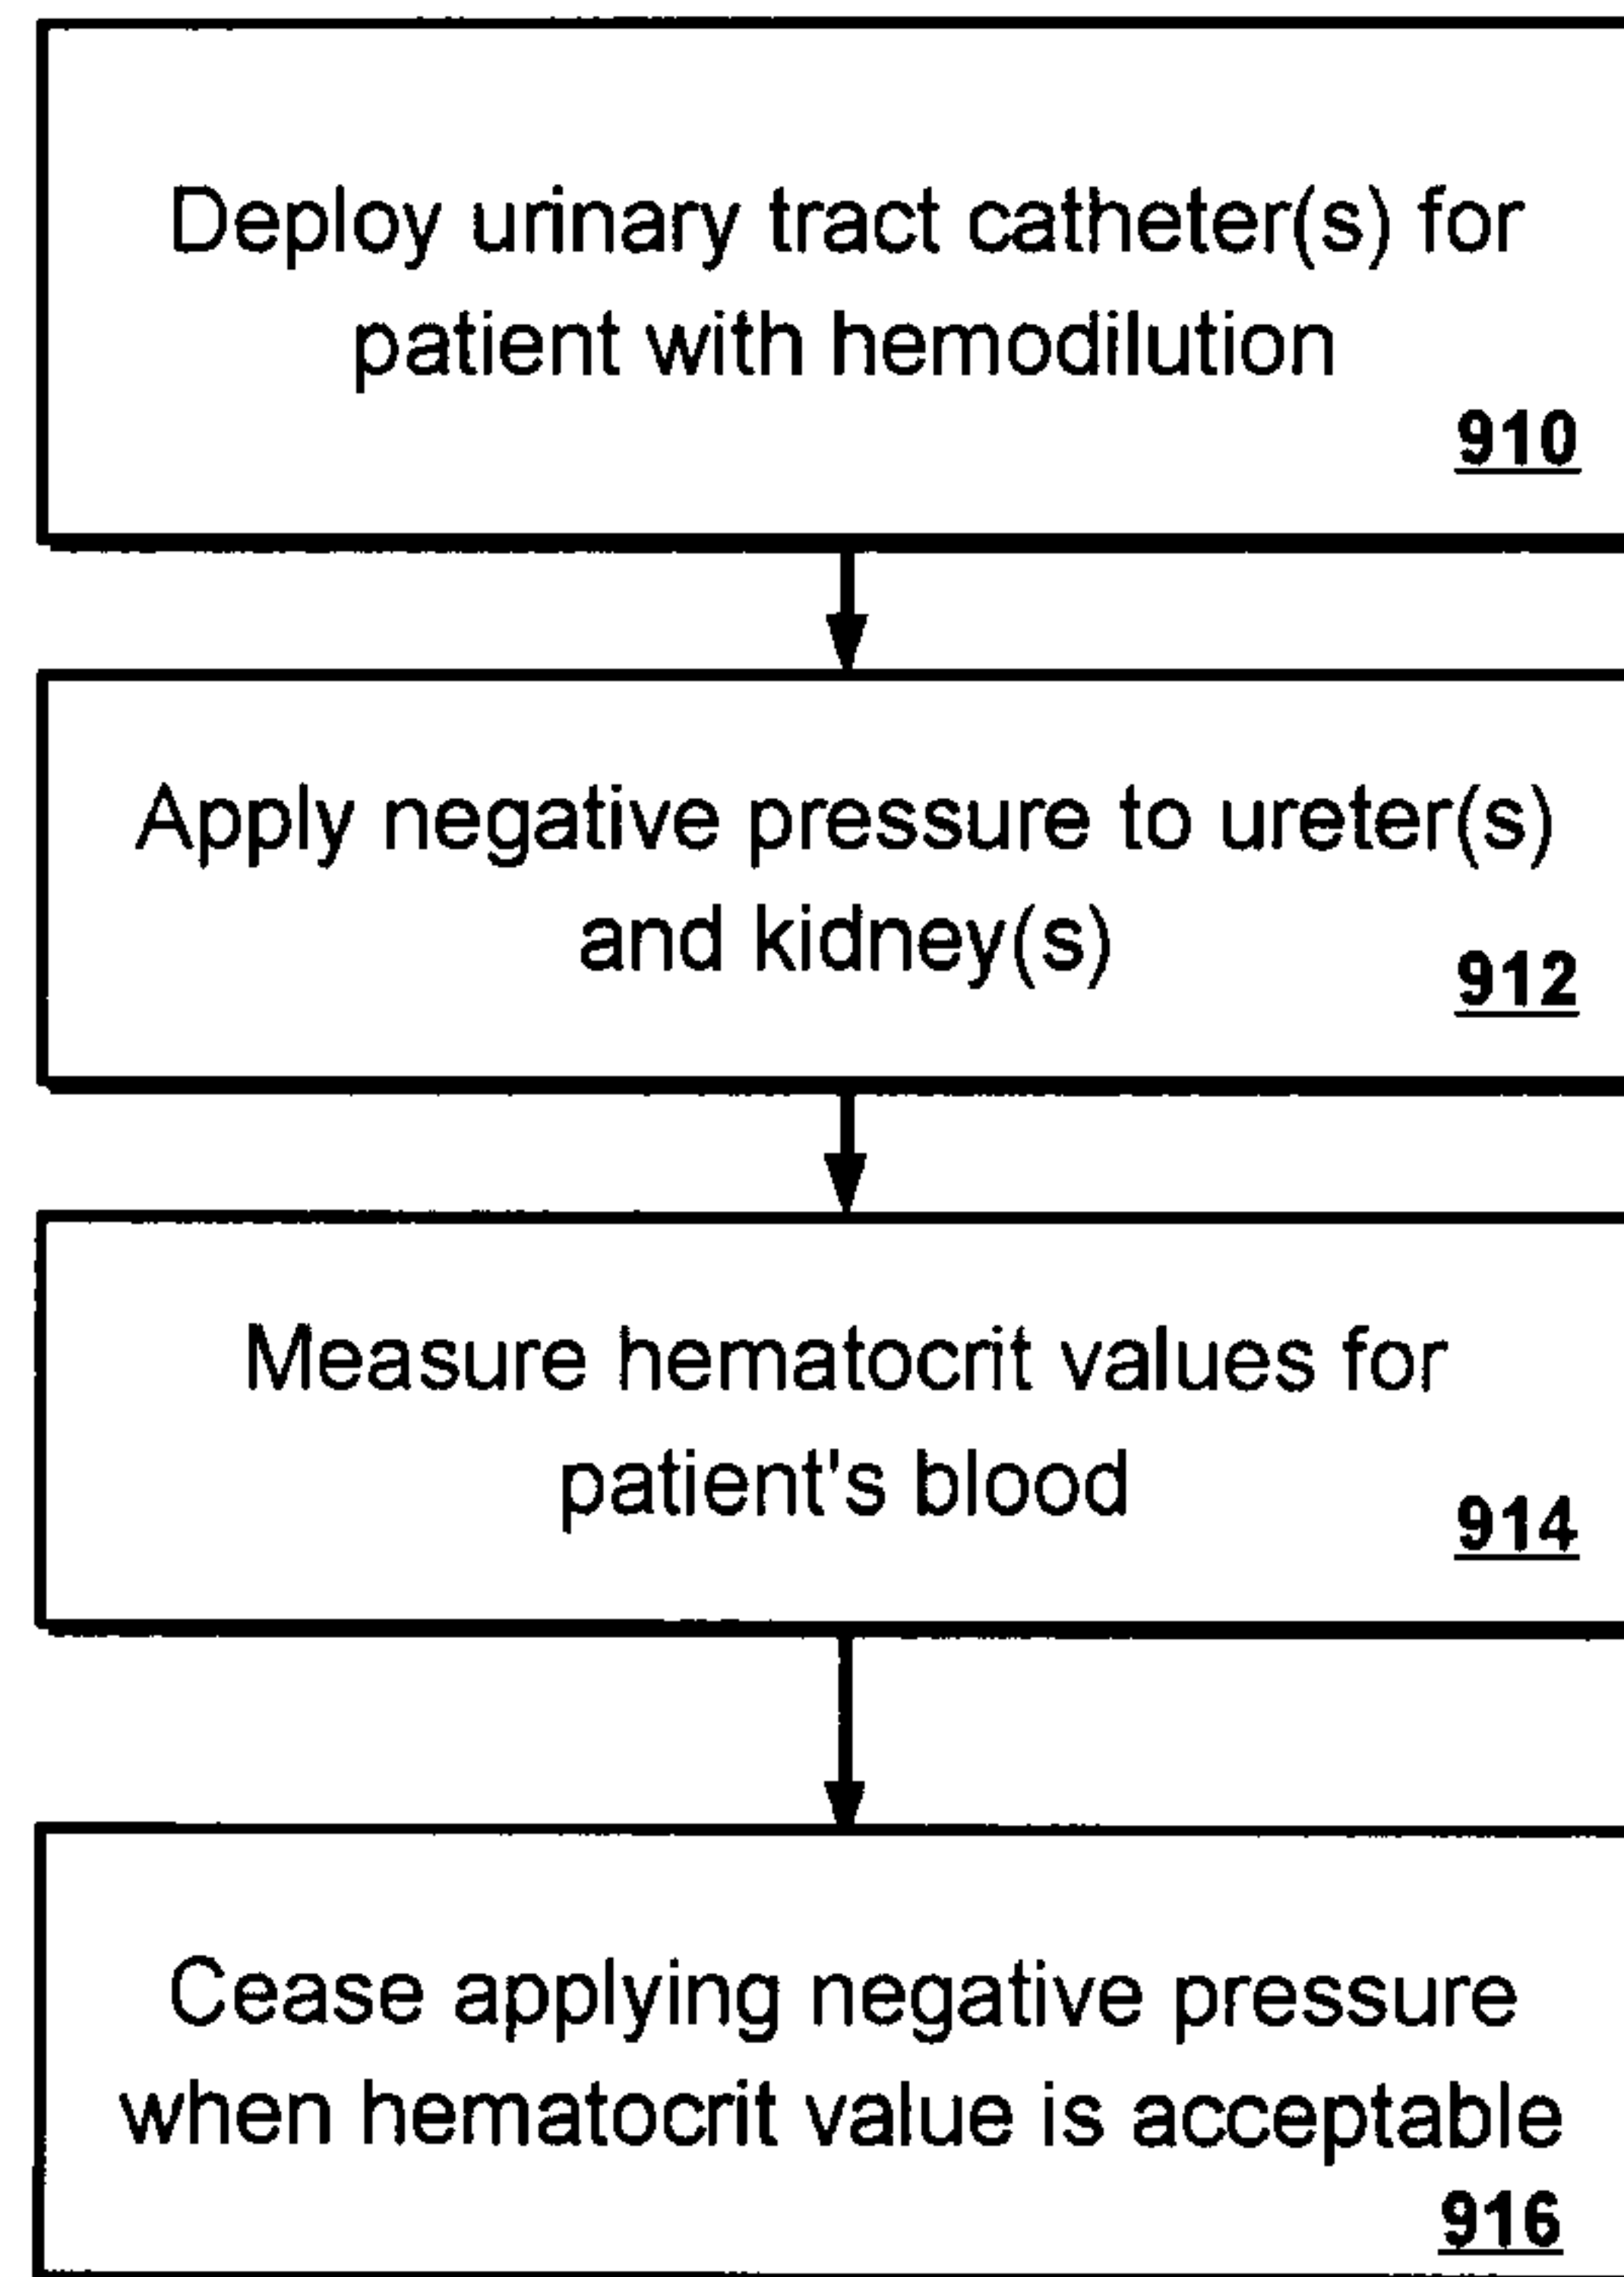 Deploy urinary tract catheter(s) for
patient with hemodilution
910
Apply negative pressure to ureter(s)
and kidney(s)
912
Measure hematocrit values for
patient's blood
914
Cease applying negative pressure
when hematocrit value is acceptable
916